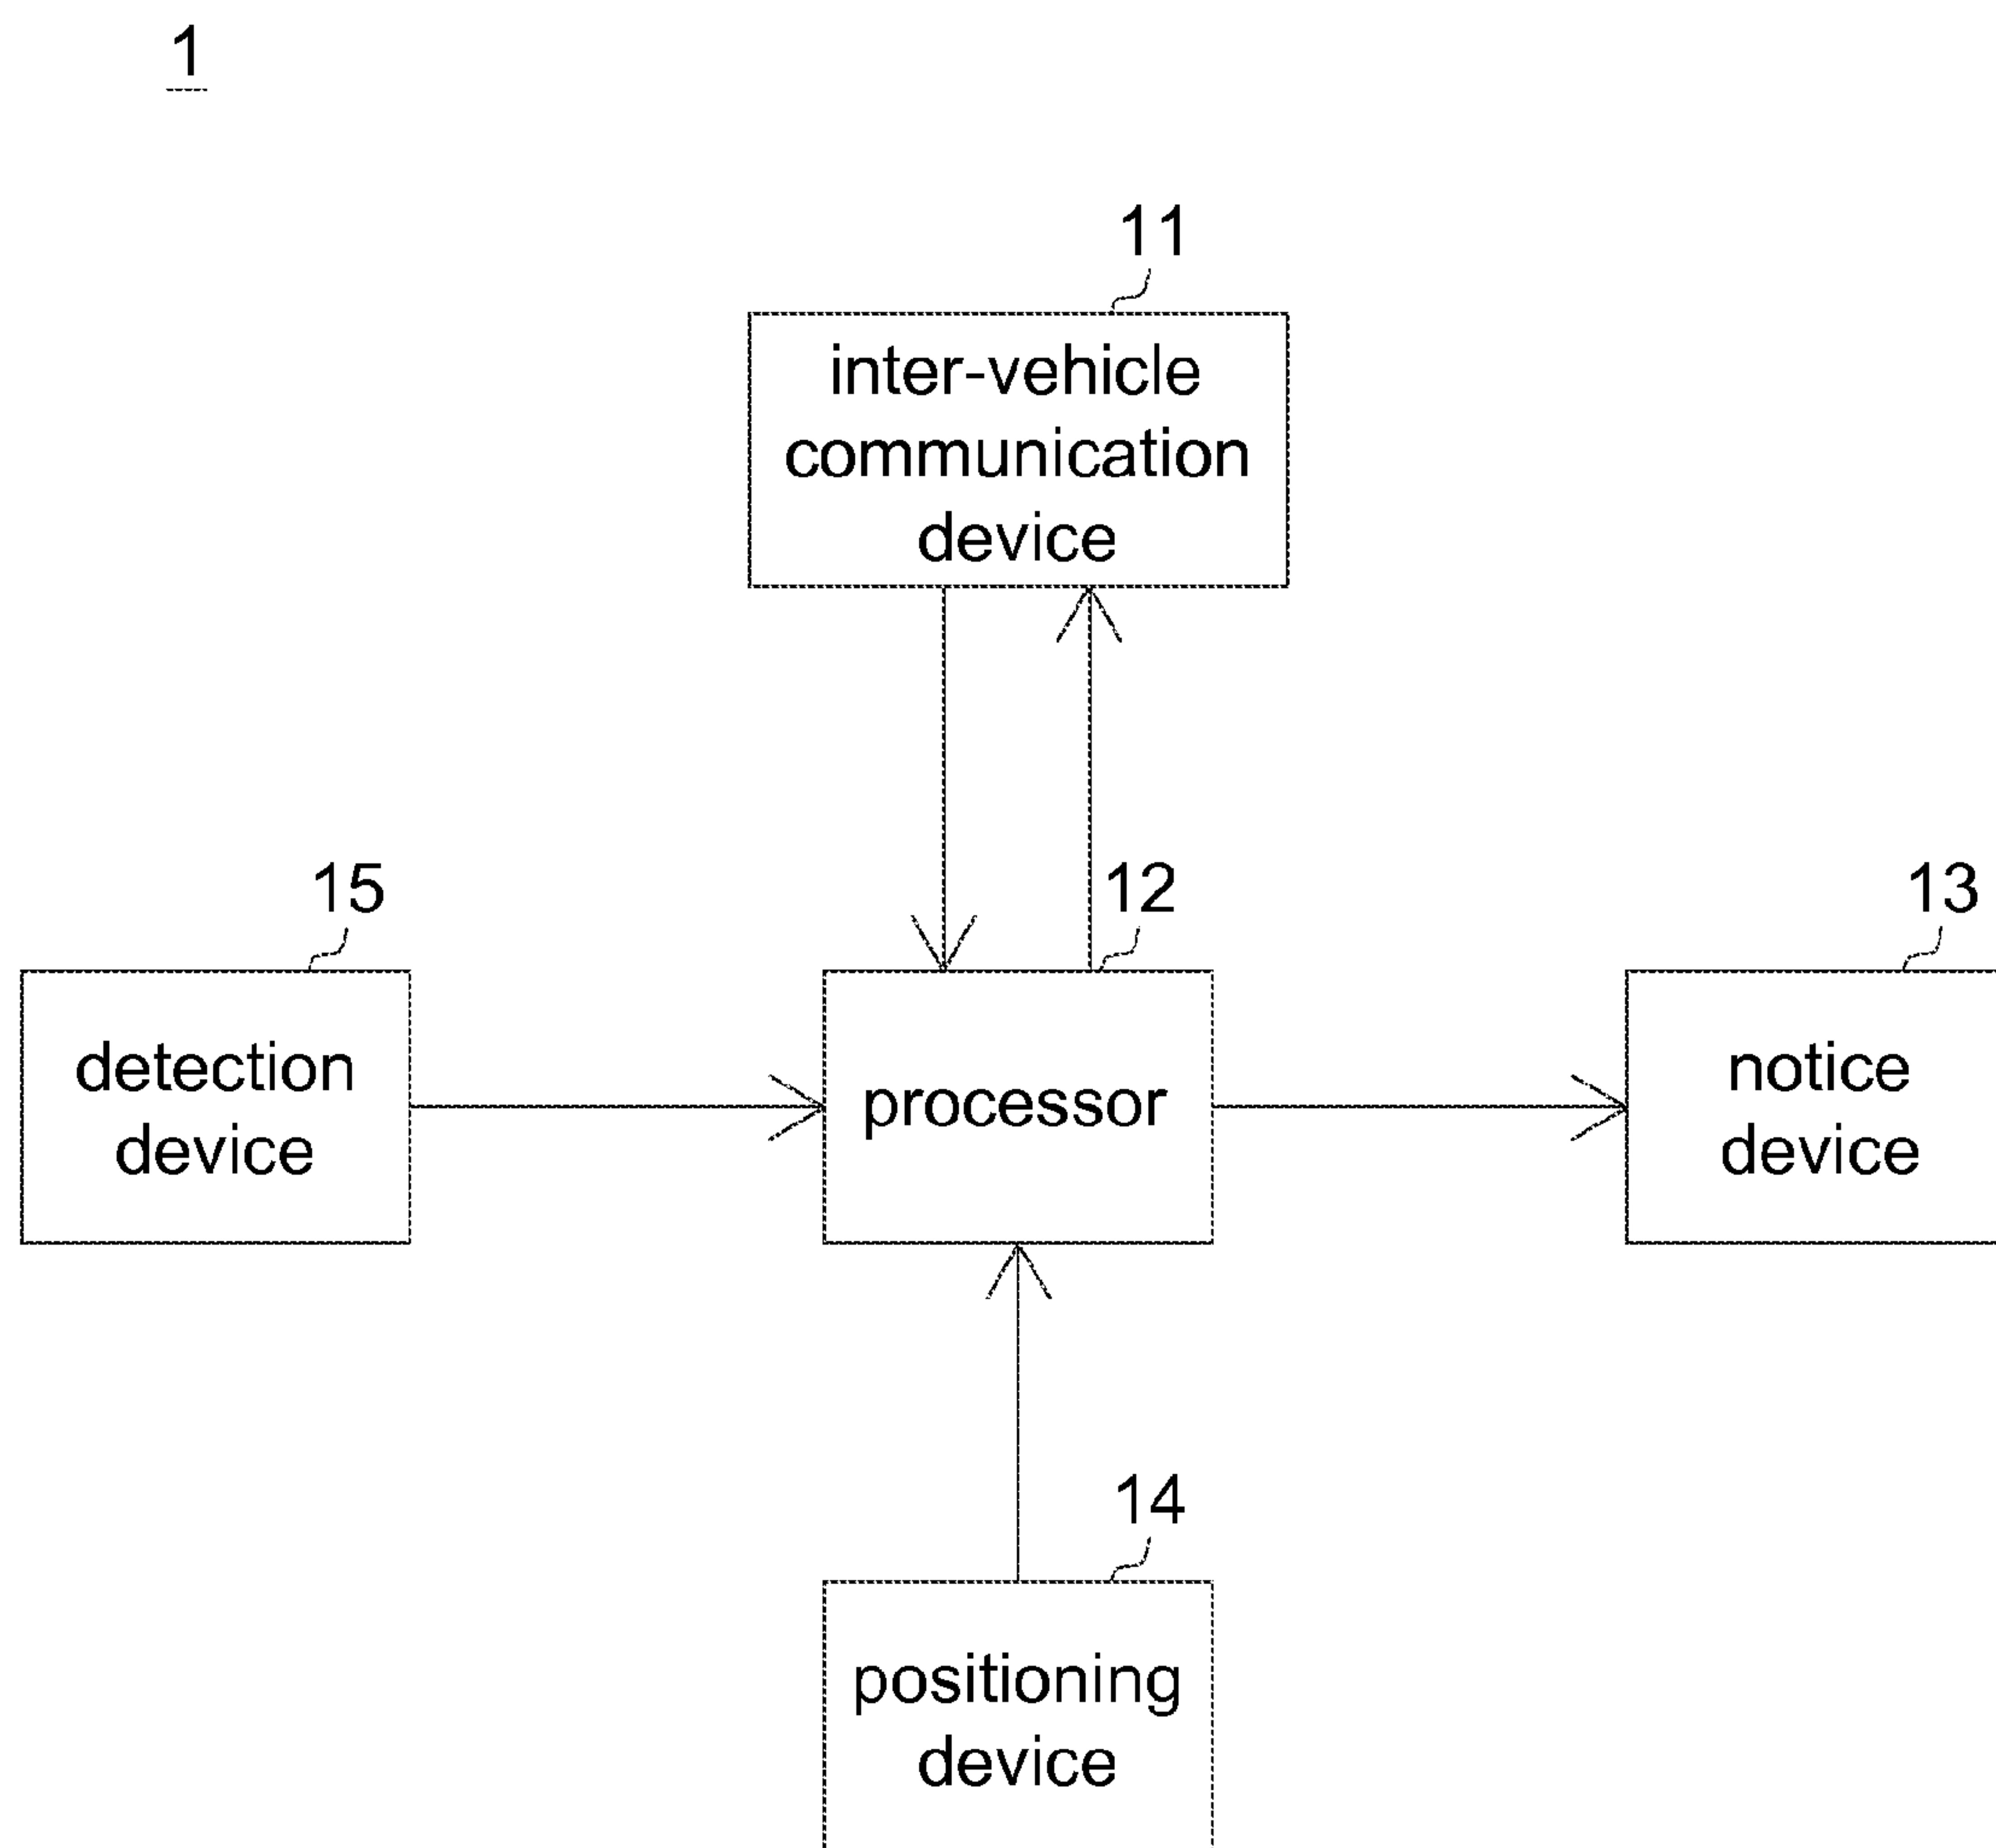 1
11
inter-vehicle
communication
device
15
12
13
detection
device
processor
notice
device
14
positioning
device